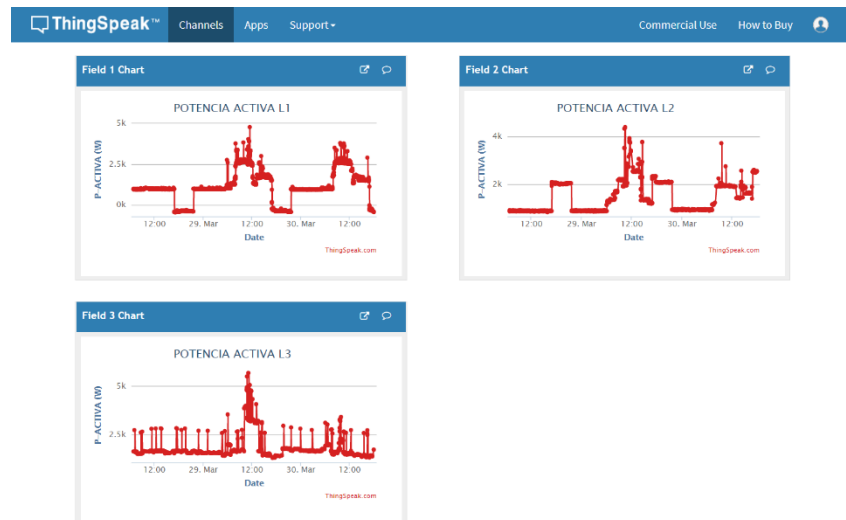 ThingSpeak™ Channels Apps Support Commercial Use How to Buy
Field 1 Chart
POTENCIA ACTIVA L1
P-ACTIVA (W)
5k
2.5k
0k
12:00 29. Mar 12:00 30. Mar 12:00
Date
ThingSpeak.com
Field 2 Chart
POTENCIA ACTIVA L2
P-ACTIVA (W)
4k
2k
12:00 29. Mar 12:00 30. Mar 12:00
Date
ThingSpeak.com
Field 3 Chart
POTENCIA ACTIVA L3
P-ACTIVA (W)
5k
2.5k
12:00 29. Mar 12:00 30. Mar 12:00
Date
ThingSpeak.com